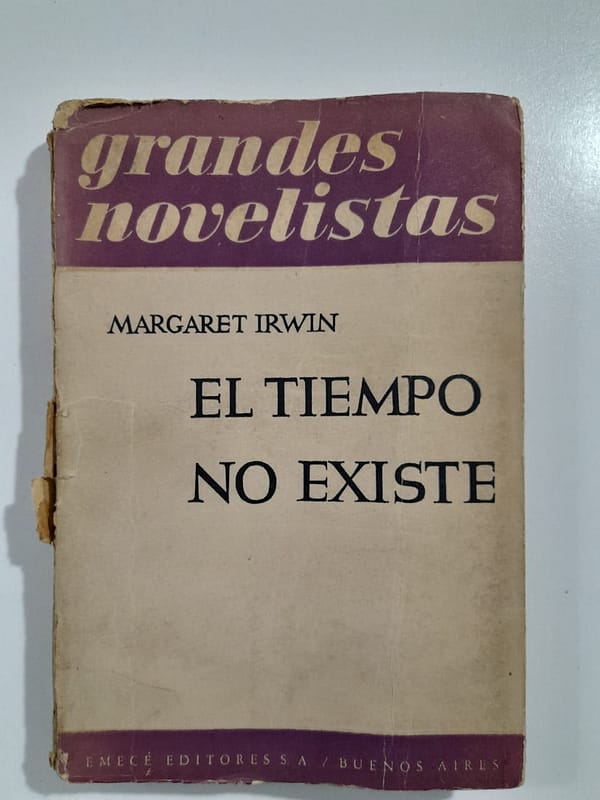 grandes
novelistas
MARGARET IRWIN
EL TIEMPO
NO EXISTE
EMECÉ EDITORES S.A. / BUENOS AIRES